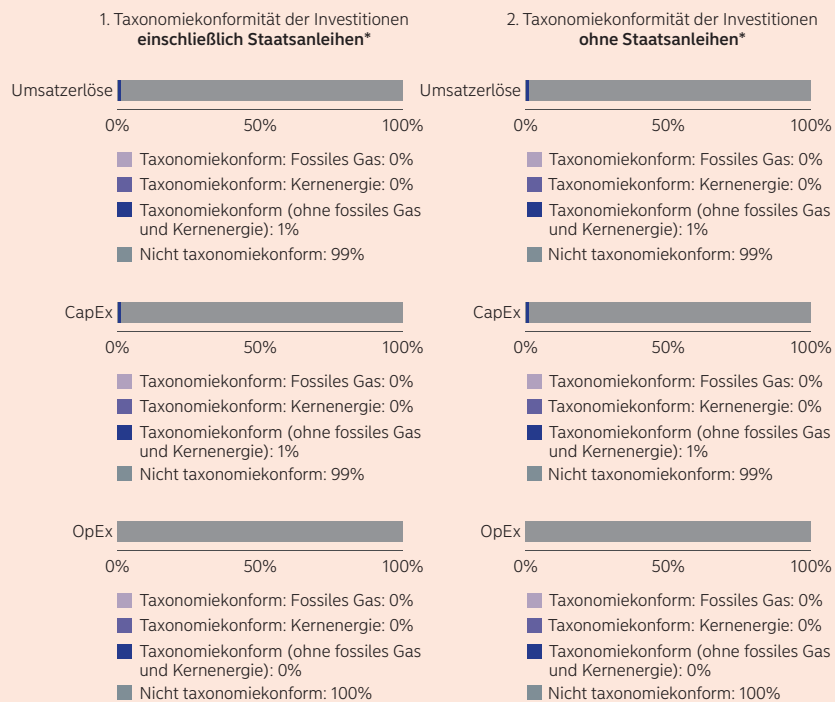 1. Taxonomiekonformität der Investitionen
einschließlich Staatsanleihen*
Umsatzerlöse
0% 50% 100%
Taxonomiekonform: Fossiles Gas: 0%
Taxonomiekonform: Kernenergie: 0%
Taxonomiekonform (ohne fossiles Gas
und Kernenergie): 1%
Nicht taxonomiekonform: 99%
CapEx
0% 50% 100%
Taxonomiekonform: Fossiles Gas: 0%
Taxonomiekonform: Kernenergie: 0%
Taxonomiekonform (ohne fossiles Gas
und Kernenergie): 1%
Nicht taxonomiekonform: 99%
OpEx
0% 50% 100%
Taxonomiekonform: Fossiles Gas: 0%
Taxonomiekonform: Kernenergie: 0%
Taxonomiekonform (ohne fossiles Gas
und Kernenergie): 0%
Nicht taxonomiekonform: 100%
2. Taxonomiekonformität der Investitionen
ohne Staatsanleihen*
Umsatzerlöse
0% 50% 100%
Taxonomiekonform: Fossiles Gas: 0%
Taxonomiekonform: Kernenergie: 0%
Taxonomiekonform (ohne fossiles Gas
und Kernenergie): 1%
Nicht taxonomiekonform: 99%
CapEx
0% 50% 100%
Taxonomiekonform: Fossiles Gas: 0%
Taxonomiekonform: Kernenergie: 0%
Taxonomiekonform (ohne fossiles Gas
und Kernenergie): 1%
Nicht taxonomiekonform: 99%
OpEx
0% 50% 100%
Taxonomiekonform: Fossiles Gas: 0%
Taxonomiekonform: Kernenergie: 0%
Taxonomiekonform (ohne fossiles Gas
und Kernenergie): 0%
Nicht taxonomiekonform: 100%